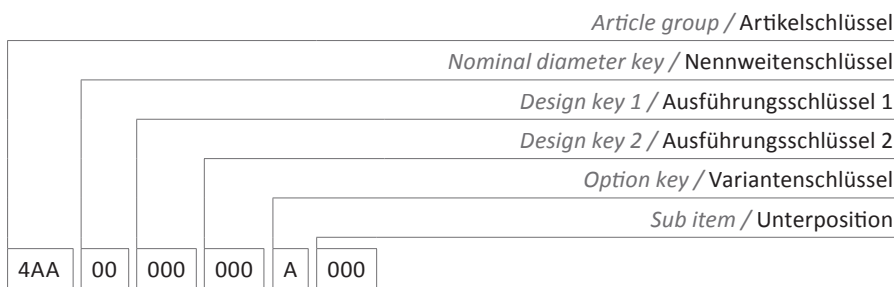 Article group / Artikelschlüssel
Nominal diameter key / Nennweitenschlüssel
Design key 1 / Ausführungsschlüssel 1
Design key 2 / Ausführungsschlüssel 2
Option key / Variantenschlüssel
Sub item / Unterposition
4AA 00 000 000 A 000